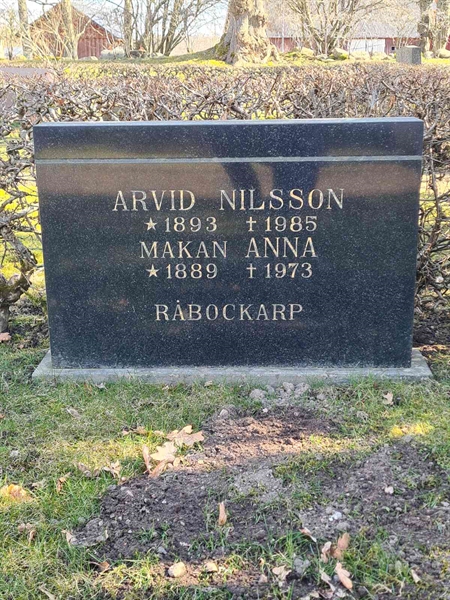 ARVID NILSSON
★1893 †1985
MAKAN ANNA
★1889 †1973
RÅBOCKARP